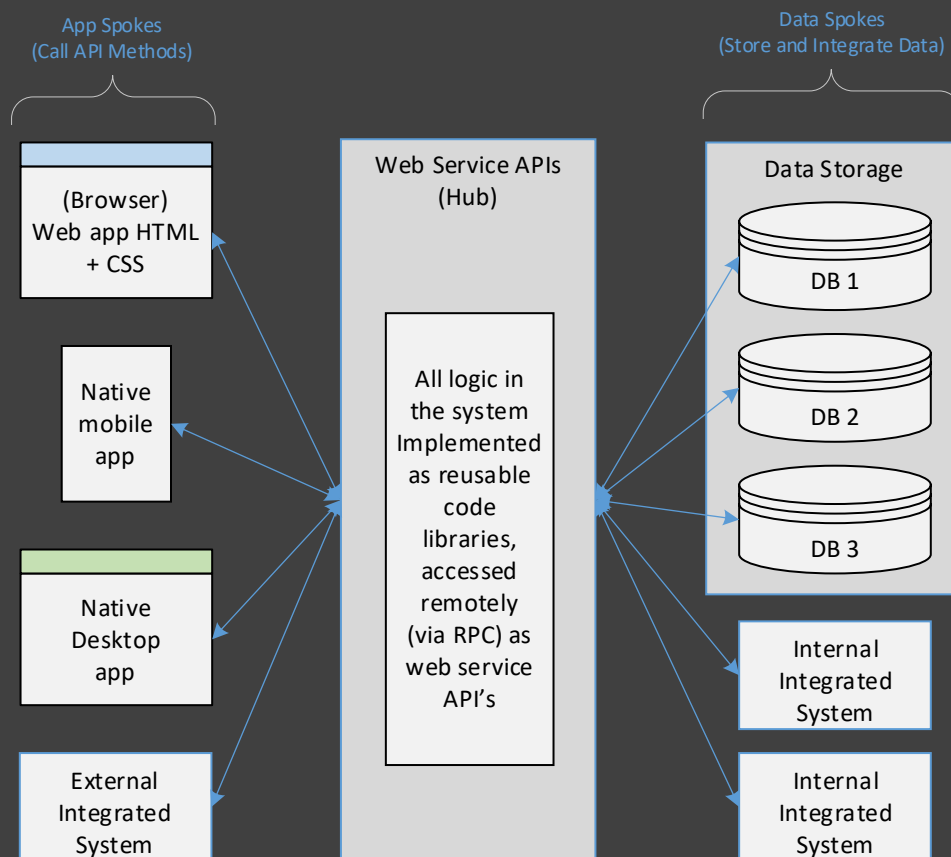 App Spokes
(Call API Methods)
Data Spokes
(Store and Integrate Data)
(Browser)
Web app HTML
+ CSS
Native
mobile
app
Native
Desktop
app
External
Integrated
System
Web Service APIs
(Hub)
All logic in
the system
Implemented
as reusable
code
libraries,
accessed
remotely
(via RPC) as
web service
API’s
Data Storage
DB 1
DB 2
DB 3
Internal
Integrated
System
Internal
Integrated
System